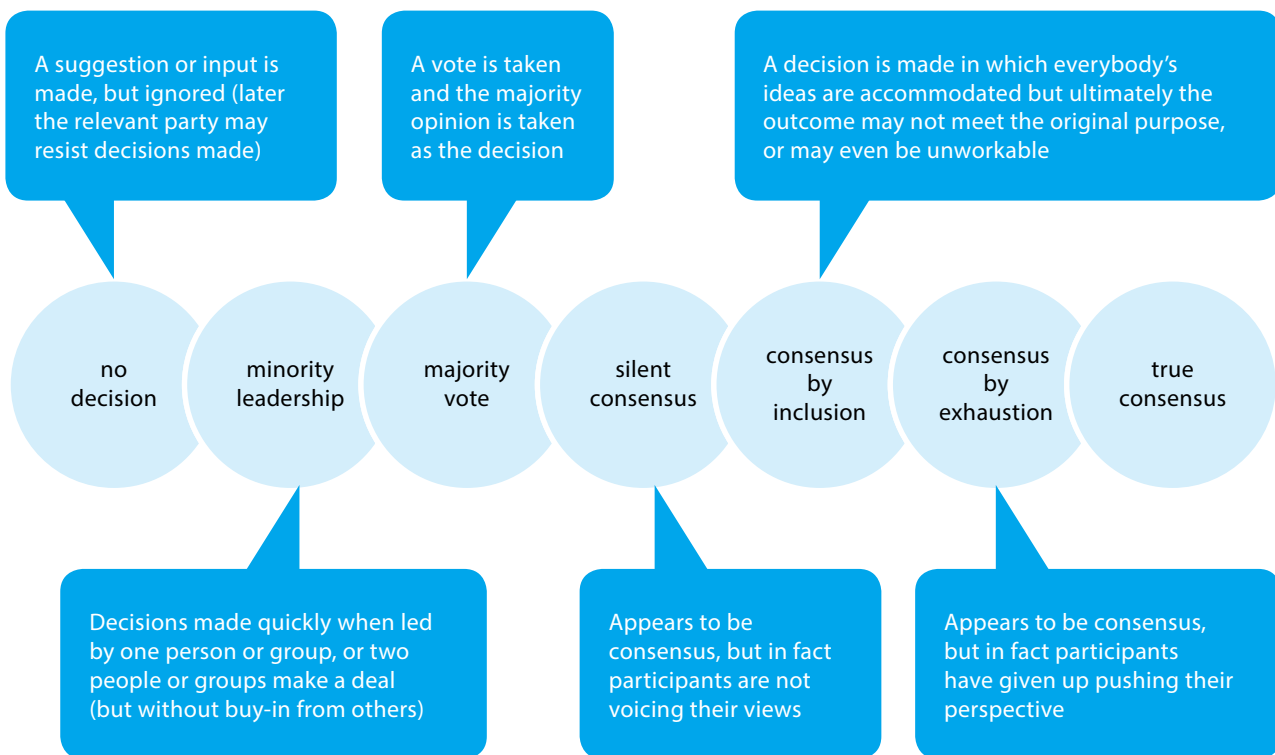 A suggestion or input is
made, but ignored (later
the relevant party may
resist decisions made)
A vote is taken
and the majority
opinion is taken
as the decision
A decision is made in which everybody’s
ideas are accommodated but ultimately the
outcome may not meet the original purpose,
or may even be unworkable
no
decision
minority
leadership
majority
vote
silent
consensus
consensus
by
inclusion
consensus
by
exhaustion
true
consensus
Decisions made quickly when led
by one person or group, or two
people or groups make a deal
(but without buy-in from others)
Appears to be
consensus, but in fact
participants are not
voicing their views
Appears to be consensus,
but in fact participants
have given up pushing their
perspective